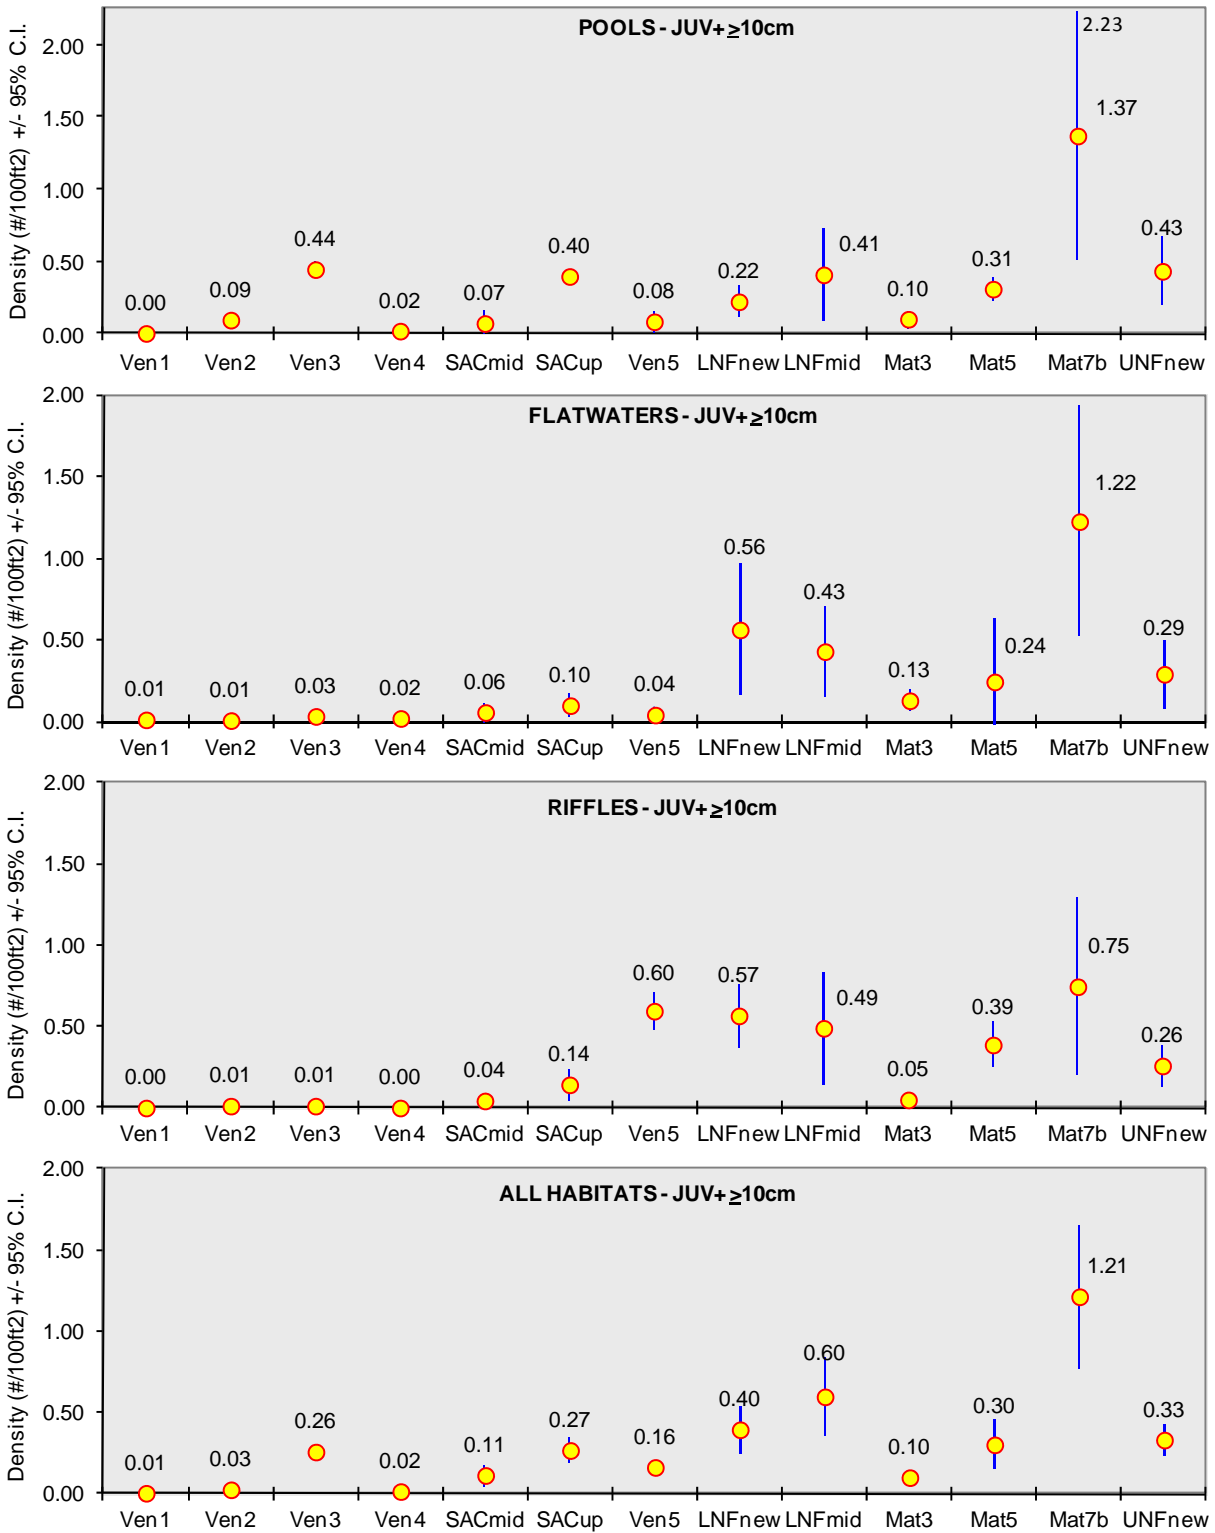 POOLS - JUV+ ≥10cm
Density (#/100ft2) +/- 95% C.I.
2.00
1.50
1.00
0.50
0.00
0.00 0.09 0.44 0.02 0.07 0.40 0.08 0.22 0.41 0.10 0.31 2.23 1.37 0.43
Ven1 Ven2 Ven3 Ven4 SACmid SACup Ven5 LNFnew LNFmid Mat3 Mat5 Mat7b UNFnew
FLATWATERS - JUV+ ≥10cm
Density (#/100ft2) +/- 95% C.I.
2.00
1.50
1.00
0.50
0.00
0.01 0.01 0.03 0.02 0.06 0.10 0.04 0.56 0.43 0.13 0.24 1.22 0.29
Ven1 Ven2 Ven3 Ven4 SACmid SACup Ven5 LNFnew LNFmid Mat3 Mat5 Mat7b UNFnew
RIFFLES - JUV+ ≥10cm
Density (#/100ft2) +/- 95% C.I.
2.00
1.50
1.00
0.50
0.00
0.00 0.01 0.01 0.00 0.04 0.14 0.60 0.57 0.49 0.05 0.39 0.75 0.26
Ven1 Ven2 Ven3 Ven4 SACmid SACup Ven5 LNFnew LNFmid Mat3 Mat5 Mat7b UNFnew
ALL HABITATS - JUV+ ≥10cm
Density (#/100ft2) +/- 95% C.I.
2.00
1.50
1.00
0.50
0.00
0.01 0.03 0.26 0.02 0.11 0.27 0.16 0.40 0.60 0.10 0.30 1.21 0.33
Ven1 Ven2 Ven3 Ven4 SACmid SACup Ven5 LNFnew LNFmid Mat3 Mat5 Mat7b UNFnew